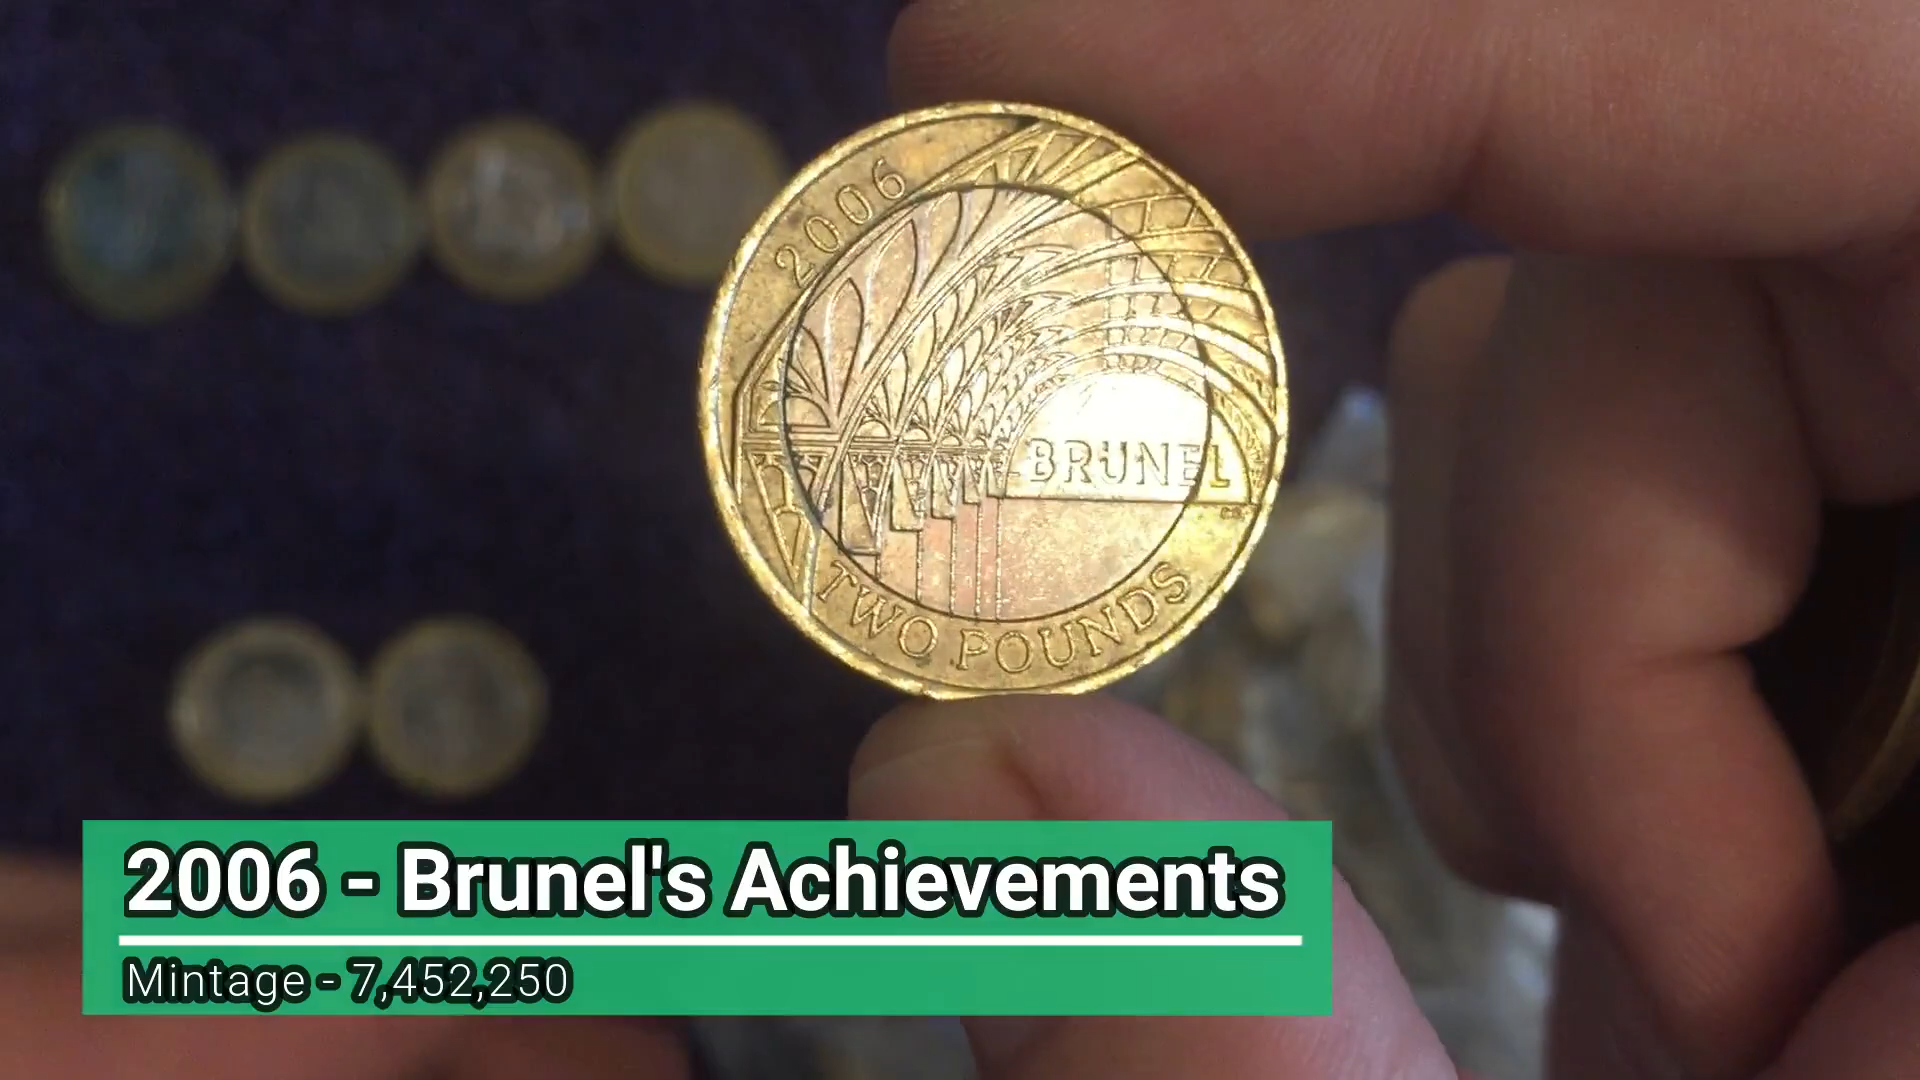 2006
BRUNEL
TWO POUNDS
2006 - Brunel's Achievements
Mintage - 7,452,250